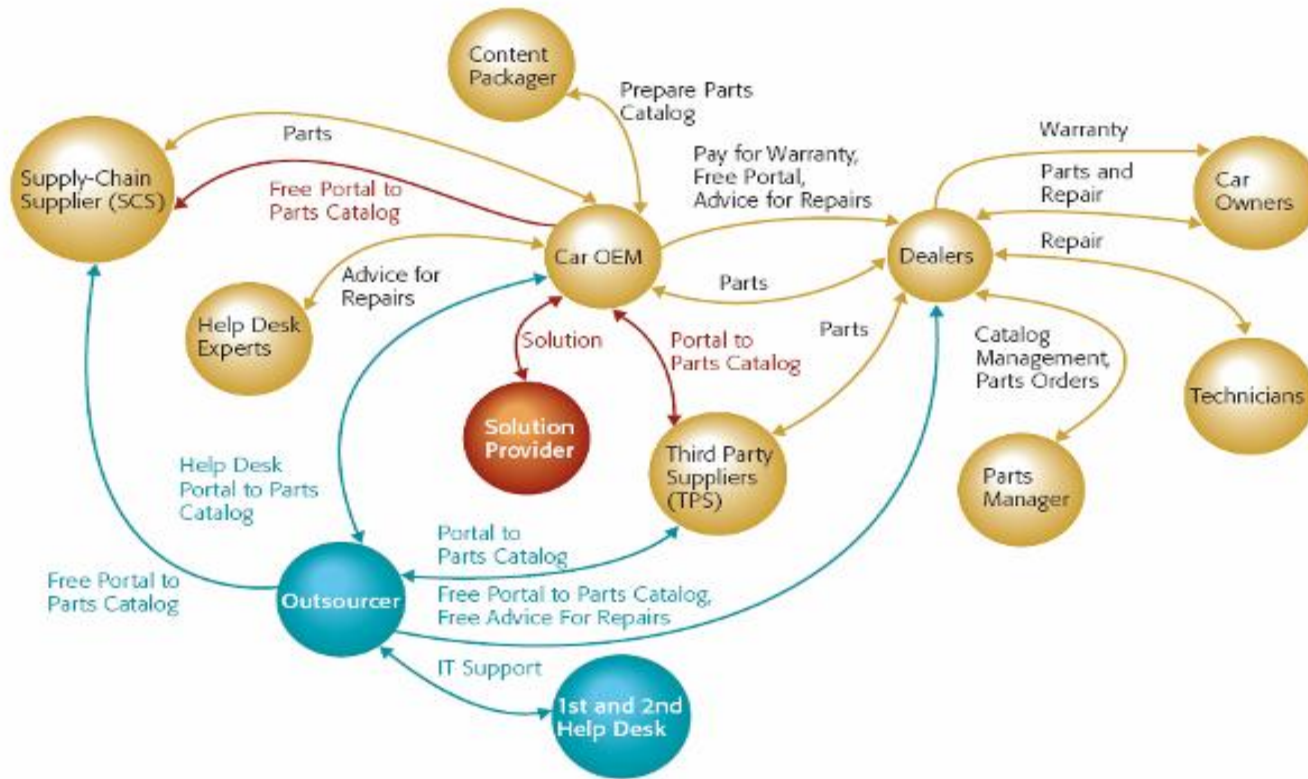 Content
Packager
Prepare Parts
Catalog
Parts
Supply-Chain
Supplier (SCS)
Free Portal to
Parts Catalog
Pay for Warranty,
Free Portal,
Advice for Repairs
Warranty
Parts and
Repair
Car
Owners
Car OEM
Dealers
Repair
Advice for
Repairs
Parts
Help Desk
Experts
Solution
Portal to
Parts Catalog
Parts
Catalog
Management,
Parts Orders
Technicians
Solution
Provider
Third Party
Suppliers
(TPS)
Parts
Manager
Help Desk
Portal to Parts
Catalog
Portal to
Parts Catalog
Free Portal to
Parts Catalog
Outsourcer
Free Portal to Parts Catalog,
Free Advice For Repairs
IT Support
1st and 2nd
Help Desk